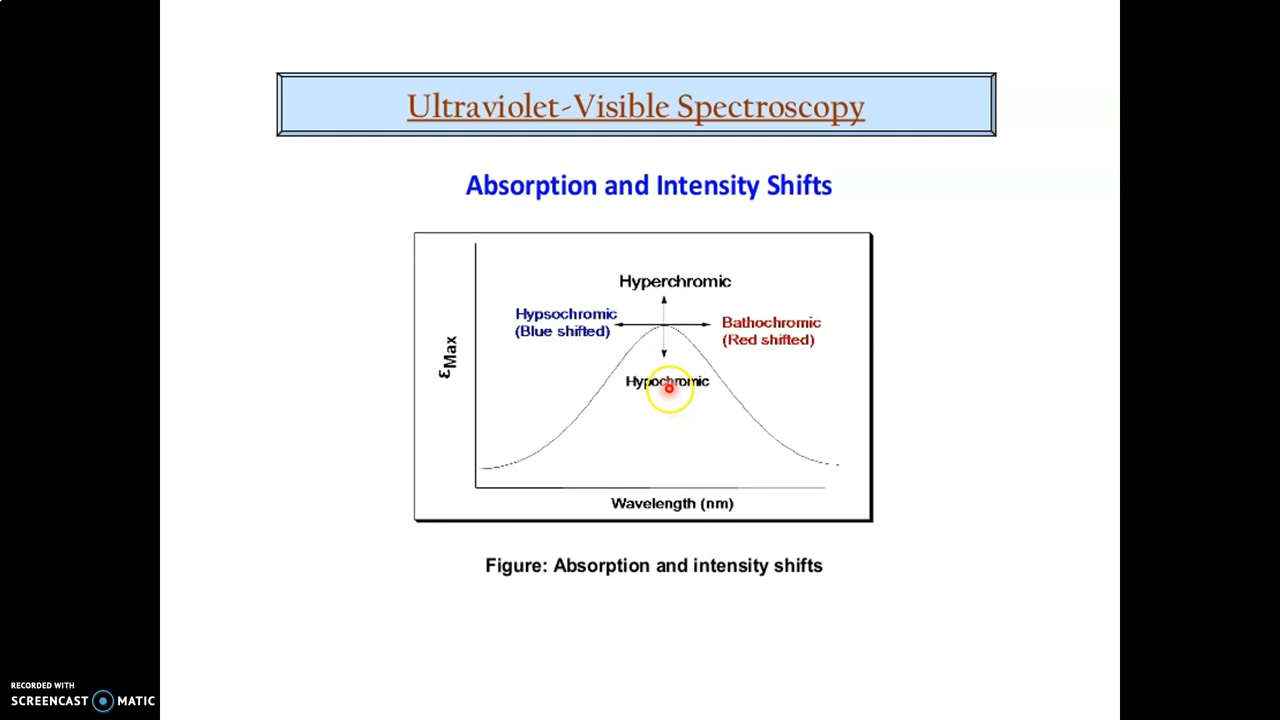 Ultraviolet-Visible Spectroscopy
Absorption and Intensity Shifts
Hyperchromic
Hypsochromic
(Blue shifted)
Bathochromic
(Red shifted)
εMax
Hypochromic
Wavelength (nm)
Figure: Absorption and intensity shifts
RECORDED WITH
SCREENCAST MATIC